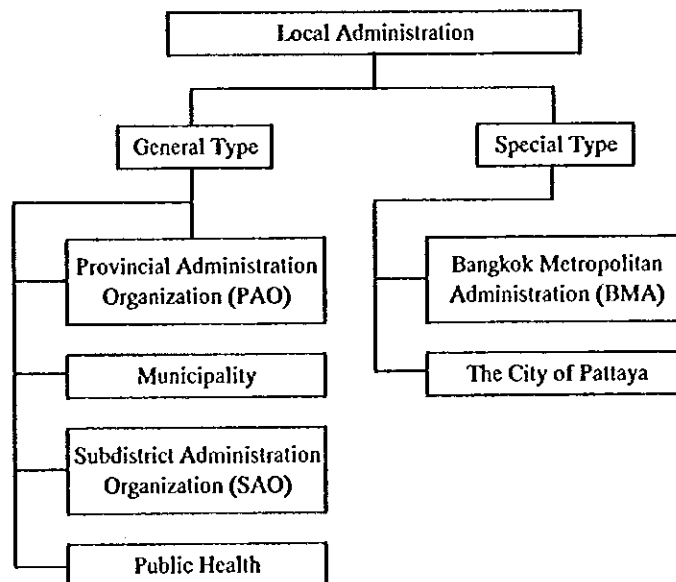 Local Administration
General Type
Special Type
Provincial Administration
Organization (PAO)
Municipality
Subdistrict Administration
Organization (SAO)
Public Health
Bangkok Metropolitan
Administration (BMA)
The City of Pattaya